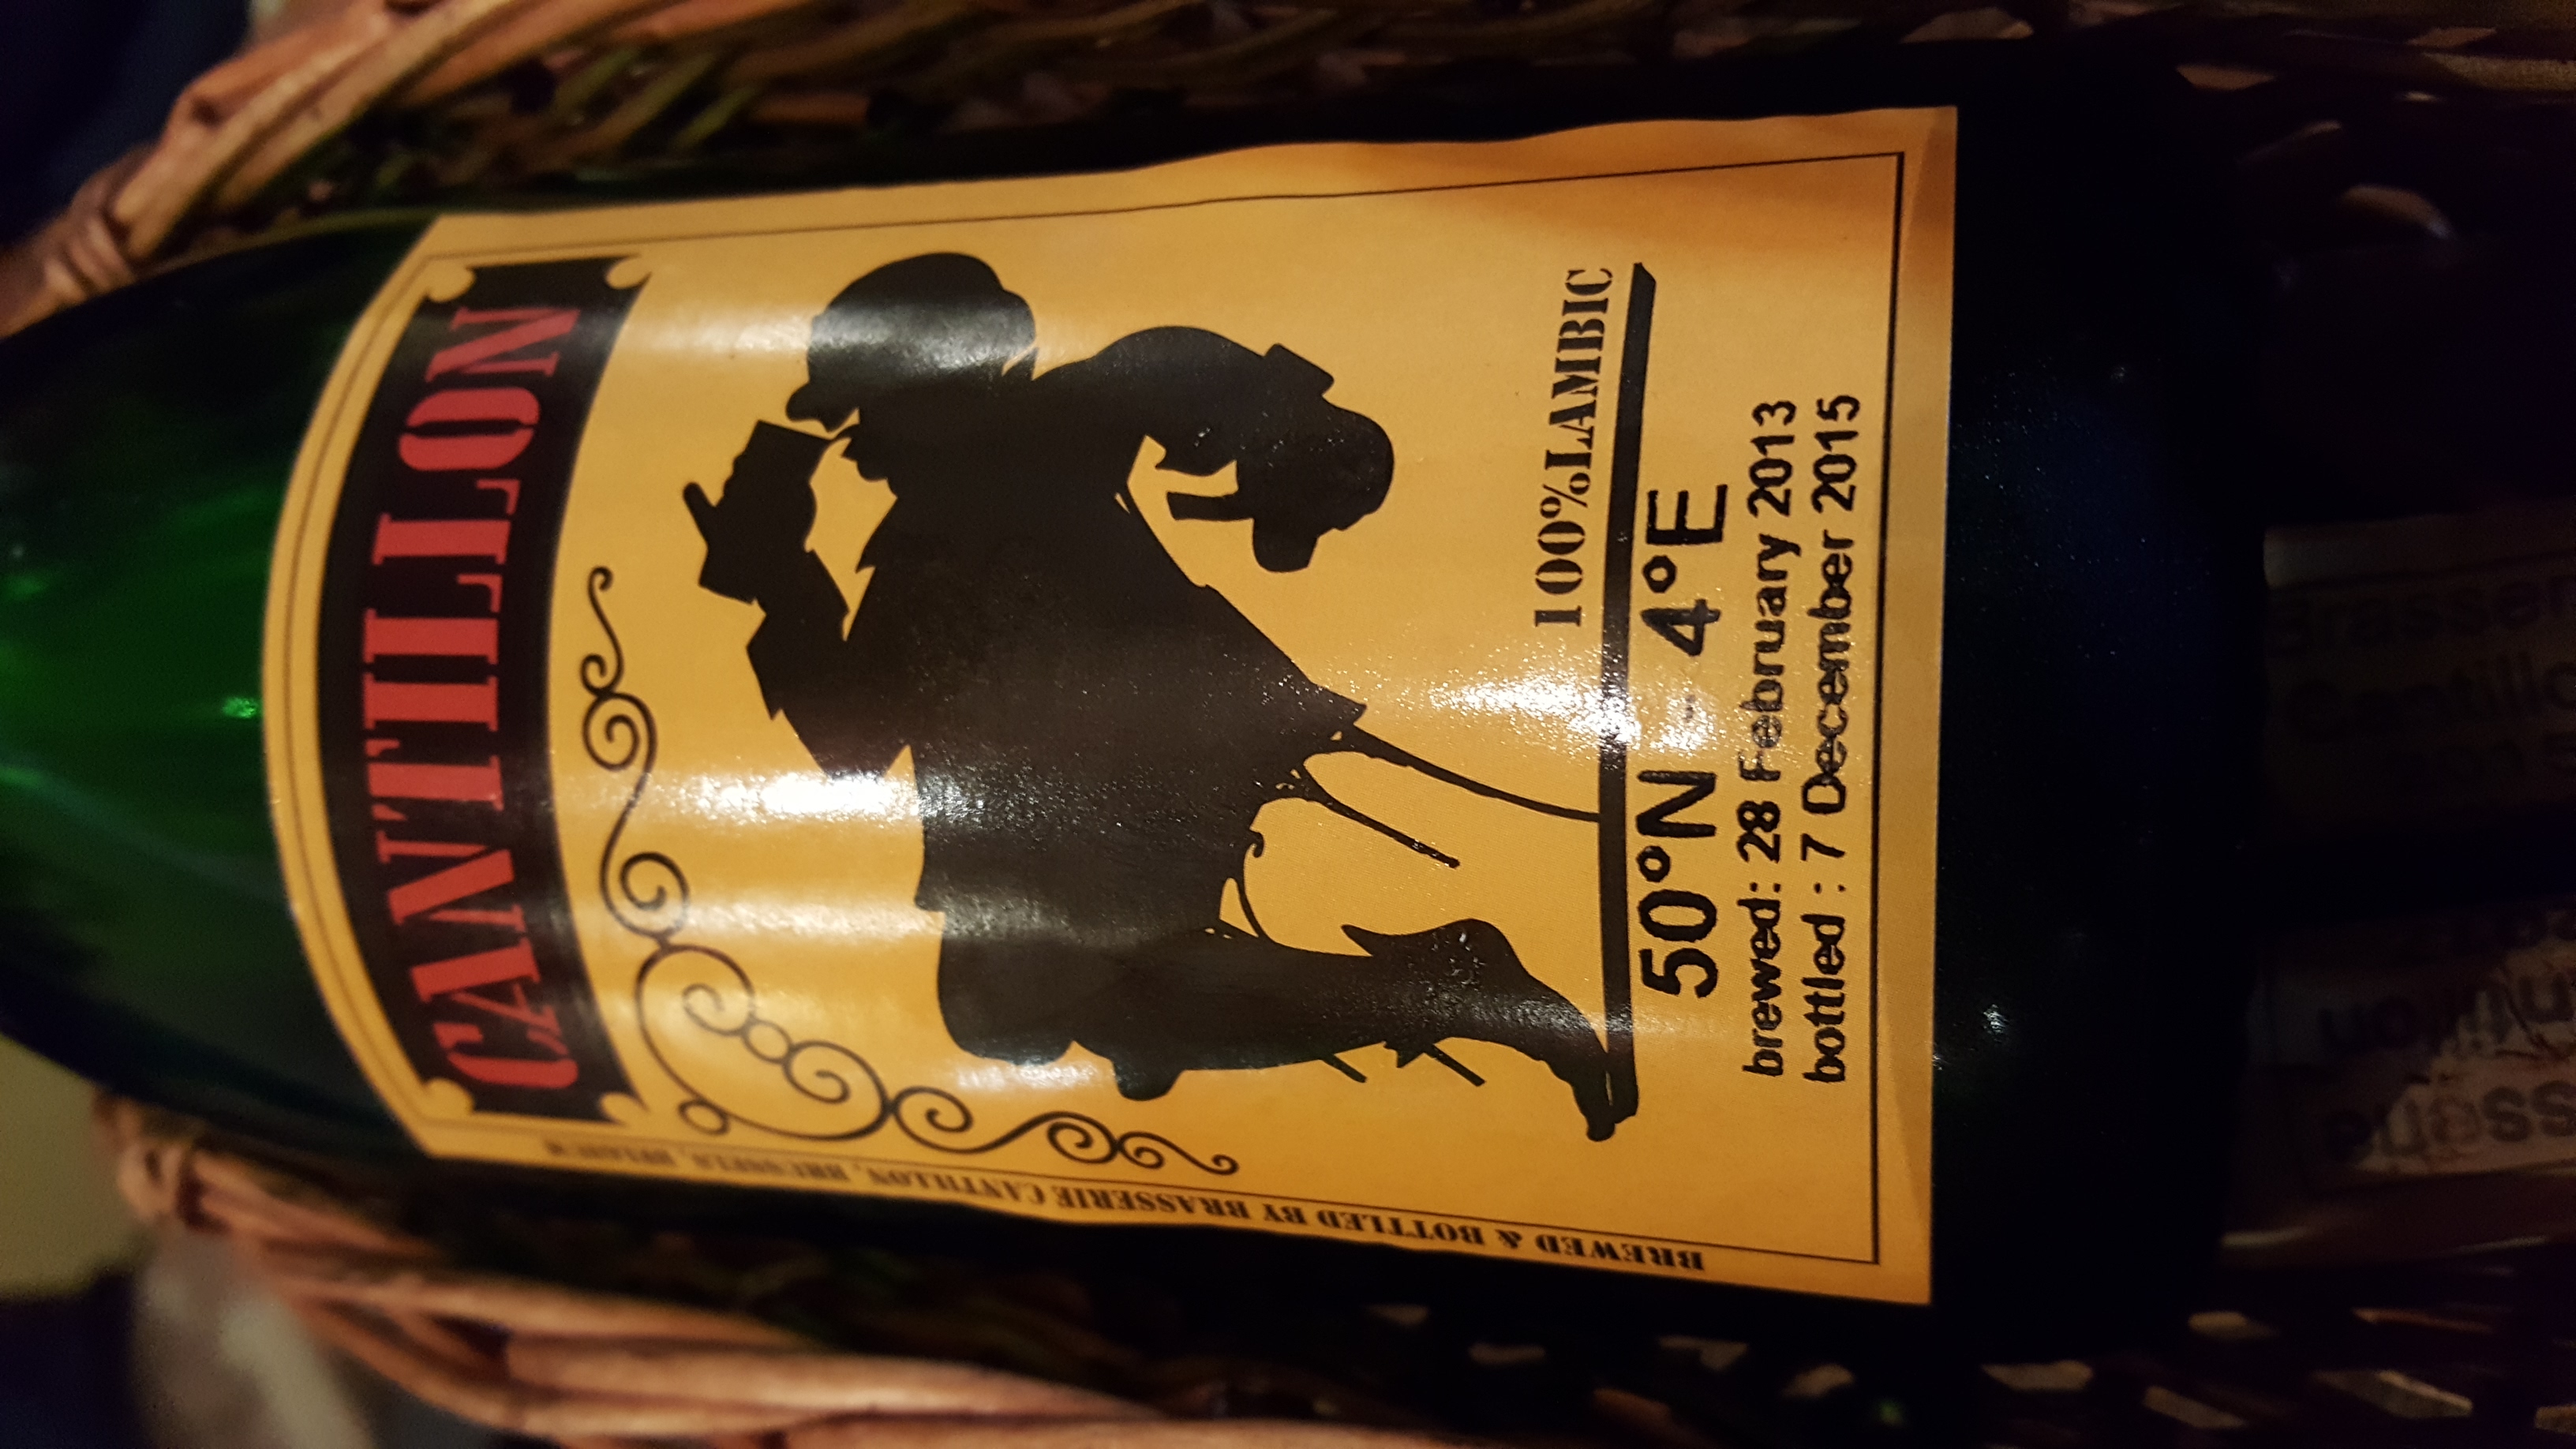 CANTILLON
100% LAMBIC
50°N - 4°E
brewed: 28 February 2013
bottled : 7 December 2015
BREWED & BOTTLED BY BRASSERIE CANTILLON, BRUSSELS, BELGIUM